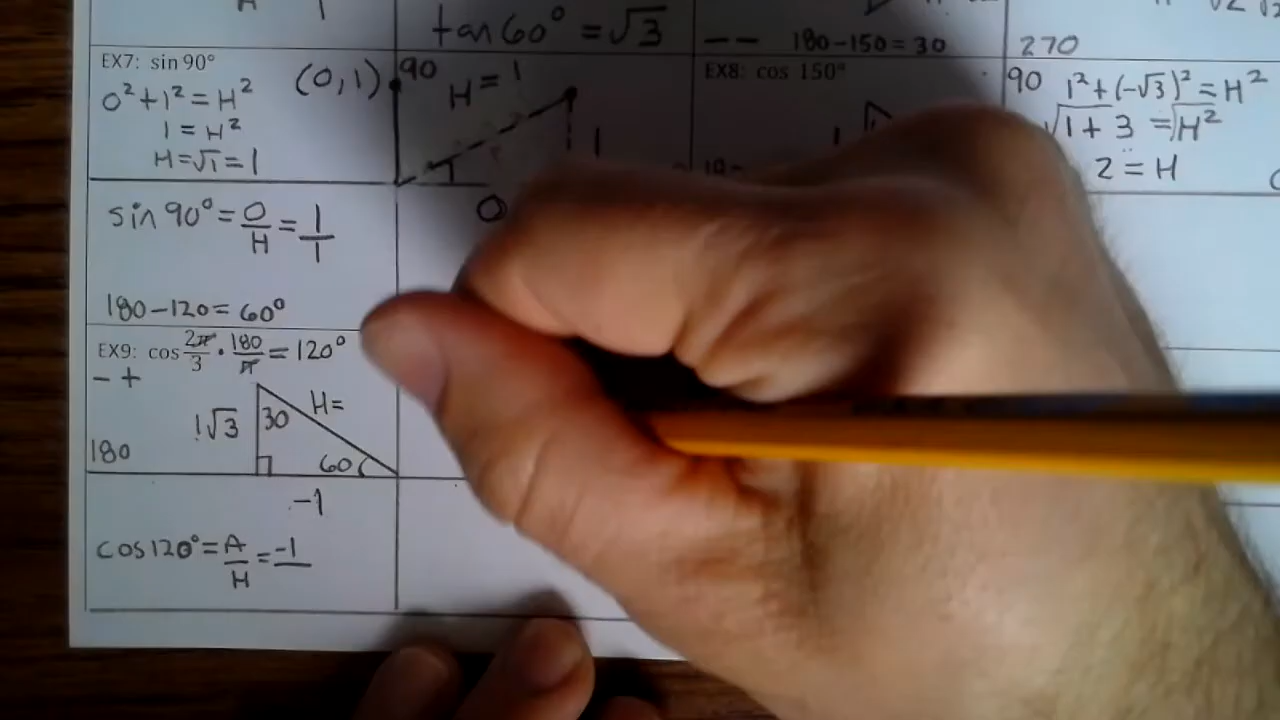 tan 60° = √3
180-150 = 30
270
EX7: sin 90°
0² + 1² = H²
1 = H²
H = √1 = 1
(0,1)
90
H = 1
1
0
sin 90° = O/H = 1/1
EX8: cos 150°
1
90
1² + (-√3)² = H²
√1 + 3 = √H²
2 = H
180-120 = 60°
EX9: cos 2π/3 · 180/π = 120°
- +
180
1√3
30
H=
60
-1
cos 120° = A/H = -1